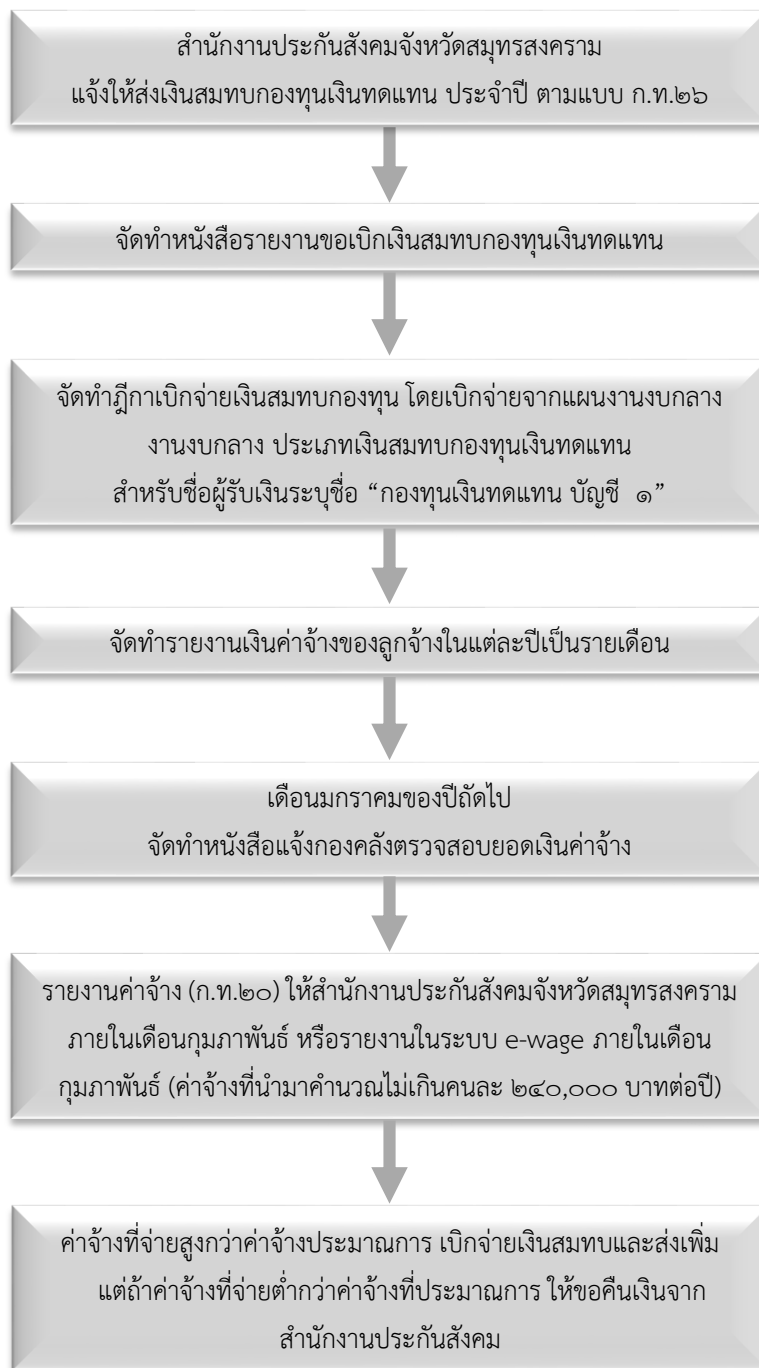 สำนักงานประกันสังคมจังหวัดสมุทรสงคราม
แจ้งให้ส่งเงินสมทบกองทุนเงินทดแทน ประจำปี ตามแบบ ก.ท.๒๖
จัดทำหนังสือรายงานขอเบิกเงินสมทบกองทุนเงินทดแทน
จัดทำฎีกาเบิกจ่ายเงินสมทบกองทุน โดยเบิกจ่ายจากแผนงานงบกลาง
งานงบกลาง ประเภทเงินสมทบกองทุนเงินทดแทน
สำหรับชื่อผู้รับเงินระบุชื่อ “กองทุนเงินทดแทน บัญชี ๑”
จัดทำรายงานเงินค่าจ้างของลูกจ้างในแต่ละปีเป็นรายเดือน
เดือนมกราคมของปีถัดไป
จัดทำหนังสือแจ้งกองคลังตรวจสอบยอดเงินค่าจ้าง
รายงานค่าจ้าง (ก.ท.๒๐) ให้สำนักงานประกันสังคมจังหวัดสมุทรสงคราม
ภายในเดือนกุมภาพันธ์ หรือรายงานในระบบ e-wage ภายในเดือน
กุมภาพันธ์ (ค่าจ้างที่นำมาคำนวณไม่เกินคนละ ๒๔๐,๐๐๐ บาทต่อปี)
ค่าจ้างที่จ่ายสูงกว่าค่าจ้างประมาณการ เบิกจ่ายเงินสมทบและส่งเพิ่ม
แต่ถ้าค่าจ้างที่จ่ายต่ำกว่าค่าจ้างที่ประมาณการ ให้ขอคืนเงินจาก
สำนักงานประกันสังคม